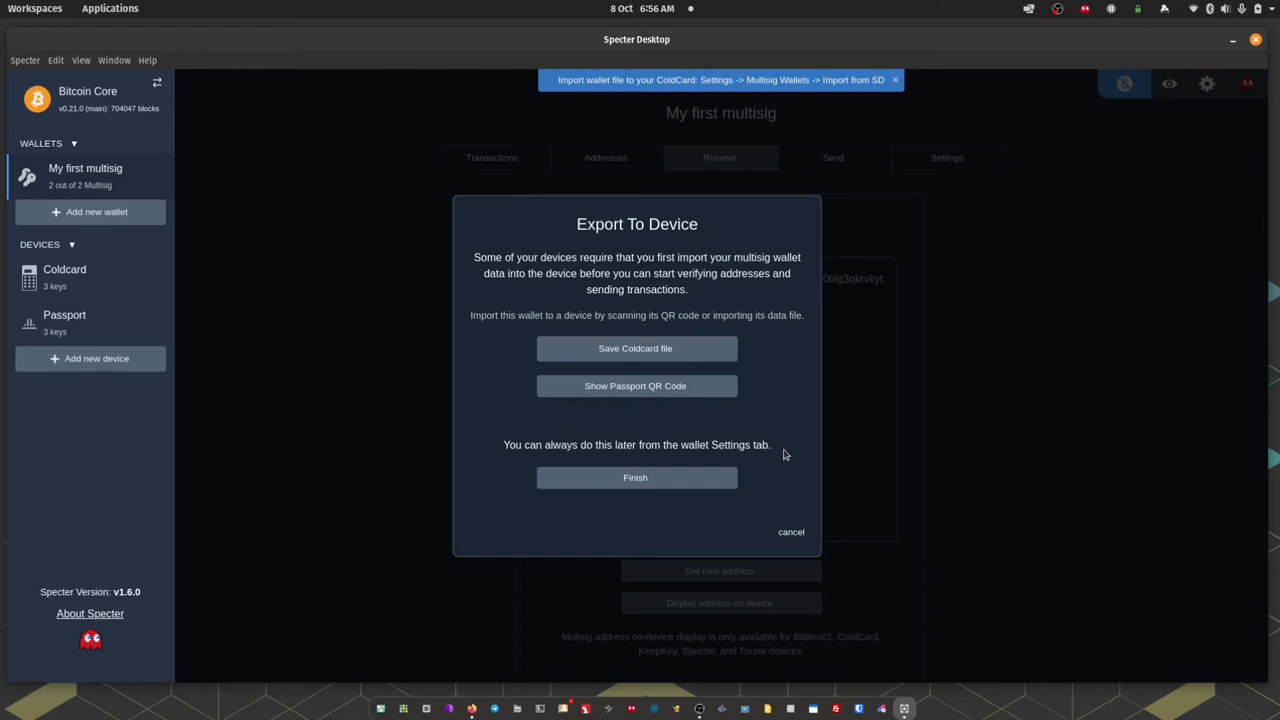 Workspaces Applications 8 Oct 6:56 AM
Specter Desktop
Specter Edit View Window Help
Import wallet file to your ColdCard: Settings -> Multisig Wallets -> Import from SD ×
Bitcoin Core
v0.21.0 (main): 704047 blocks
WALLETS ▼
My first multisig
2 out of 2 Multisig
+ Add new wallet
DEVICES ▼
Coldcard
3 keys
Passport
3 keys
+ Add new device
Specter Version: v1.6.0
About Specter
My first multisig
Transactions Addresses Receive Send Settings
Export To Device
Some of your devices require that you first import your multisig wallet
data into the device before you can start verifying addresses and
sending transactions.
Import this wallet to a device by scanning its QR code or importing its data file.
Save Coldcard file
Show Passport QR Code
You can always do this later from the wallet Settings tab.
Finish
cancel
06lg3qkrvkyt
Get new address
Display address on device
Multsig address on-device display is only available for BitBox02, ColdCard,
KeepKey, Specter, and Trezor devices.